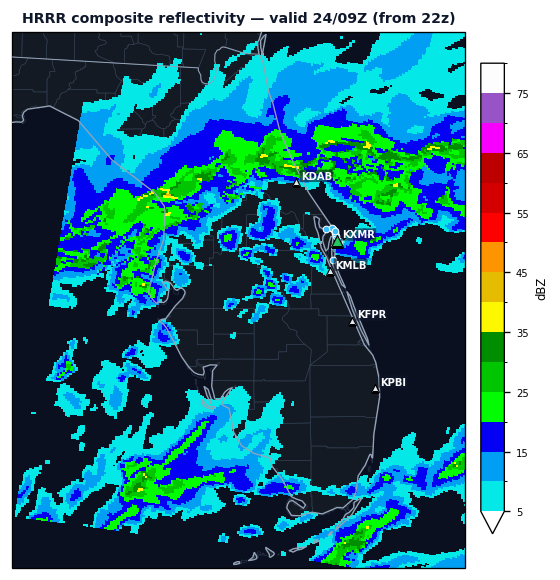 HRRR composite reflectivity — valid 24/09Z (from 22z)
KDAB
KXMR
KMLB
KFPR
KPBI
75
65
55
45
35
25
15
5
dBZ